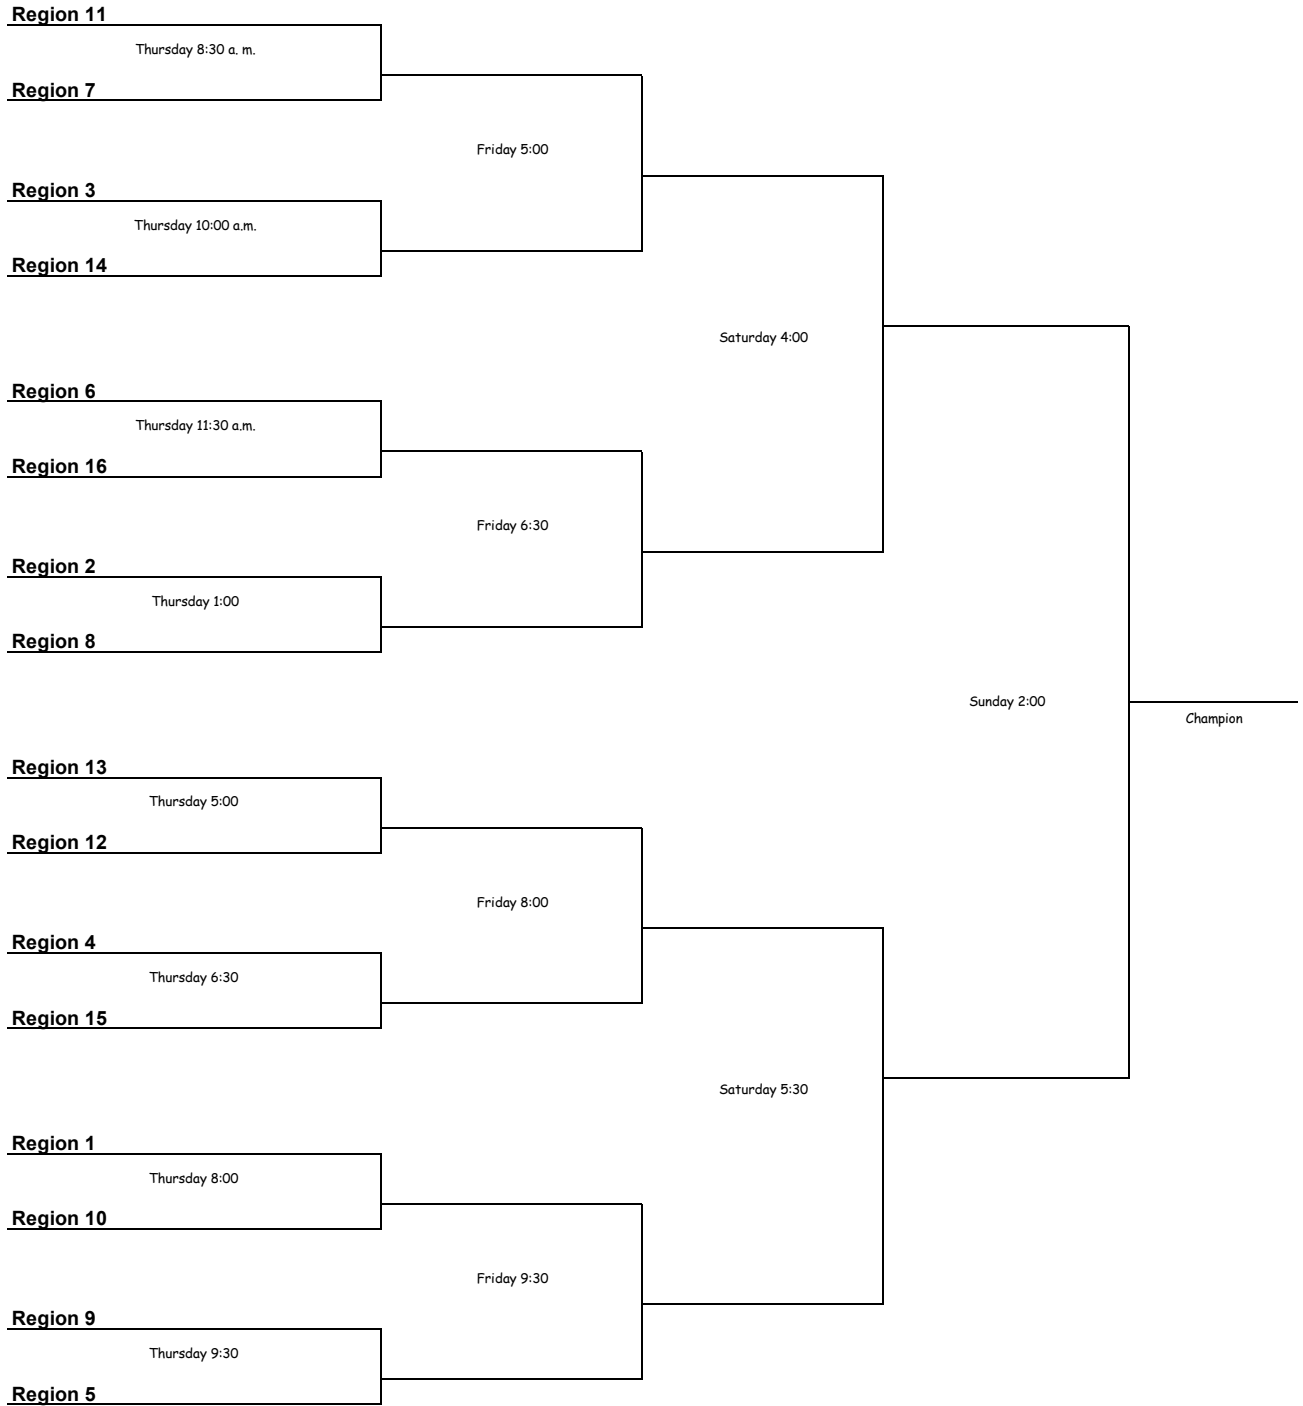 Region 11
Thursday 8:30 a. m.
Region 7
Friday 5:00
Region 3
Thursday 10:00 a.m.
Region 14
Saturday 4:00
Region 6
Thursday 11:30 a.m.
Region 16
Friday 6:30
Region 2
Thursday 1:00
Region 8
Sunday 2:00
Champion
Region 13
Thursday 5:00
Region 12
Friday 8:00
Region 4
Thursday 6:30
Region 15
Saturday 5:30
Region 1
Thursday 8:00
Region 10
Friday 9:30
Region 9
Thursday 9:30
Region 5